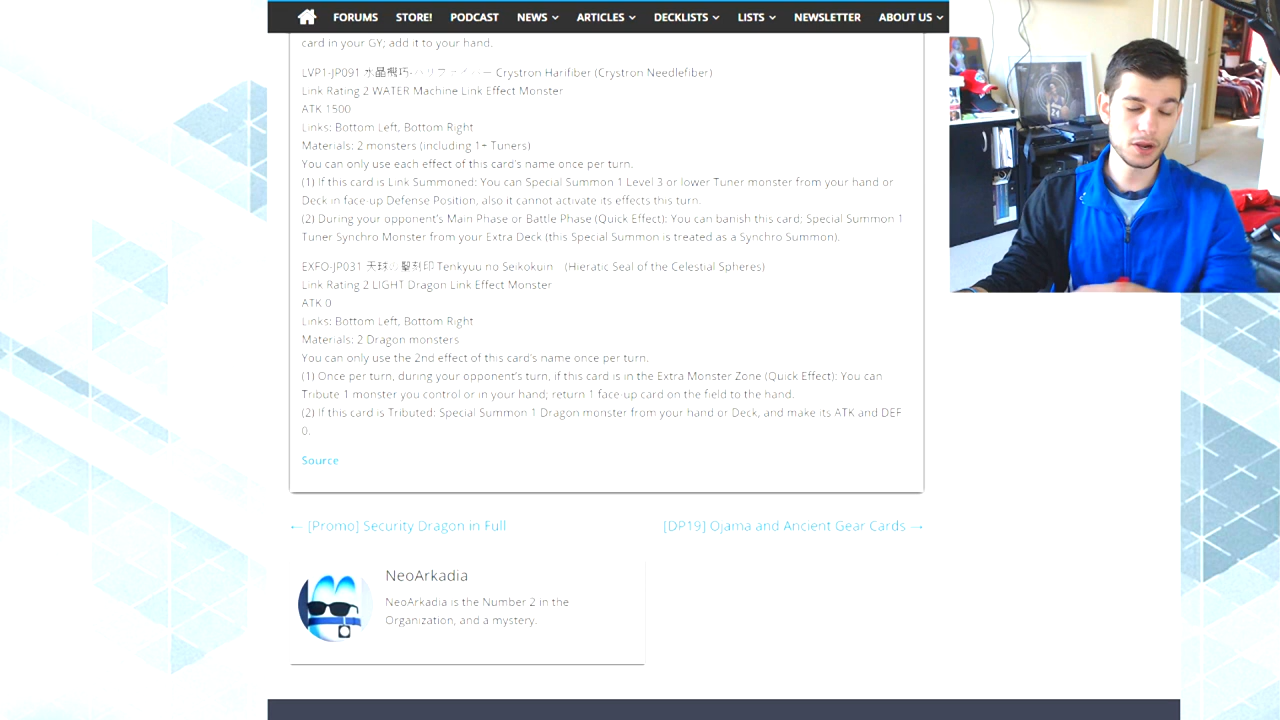 FORUMS STORE! PODCAST NEWS ARTICLES DECKLISTS LISTS NEWSLETTER ABOUT US
card in your GY; add it to your hand.
LVP1-JP091 水晶機巧-ハリファイバー Crystron Harifiber (Crystron Needlefiber)
Link Rating 2 WATER Machine Link Effect Monster
ATK 1500
Links: Bottom Left, Bottom Right
Materials: 2 monsters (including 1+ Tuners)
You can only use each effect of this card's name once per turn.
(1) If this card is Link Summoned: You can Special Summon 1 Level 3 or lower Tuner monster from your hand or
Deck in face-up Defense Position, also it cannot activate its effects this turn.
(2) During your opponent's Main Phase or Battle Phase (Quick Effect): You can banish this card; Special Summon 1
Tuner Synchro Monster from your Extra Deck (this Special Summon is treated as a Synchro Summon).
EXFO-JP031 天球の聖刻印 Tenkyuu no Seikokuin (Hieratic Seal of the Celestial Spheres)
Link Rating 2 LIGHT Dragon Link Effect Monster
ATK 0
Links: Bottom Left, Bottom Right
Materials: 2 Dragon monsters
You can only use the 2nd effect of this card's name once per turn.
(1) Once per turn, during your opponent's turn, if this card is in the Extra Monster Zone (Quick Effect): You can
Tribute 1 monster you control or in your hand; return 1 face-up card on the field to the hand.
(2) If this card is Tributed: Special Summon 1 Dragon monster from your hand or Deck, and make its ATK and DEF
0.
Source
← [Promo] Security Dragon in Full
[DP19] Ojama and Ancient Gear Cards →
NeoArkadia
NeoArkadia is the Number 2 in the
Organization, and a mystery.